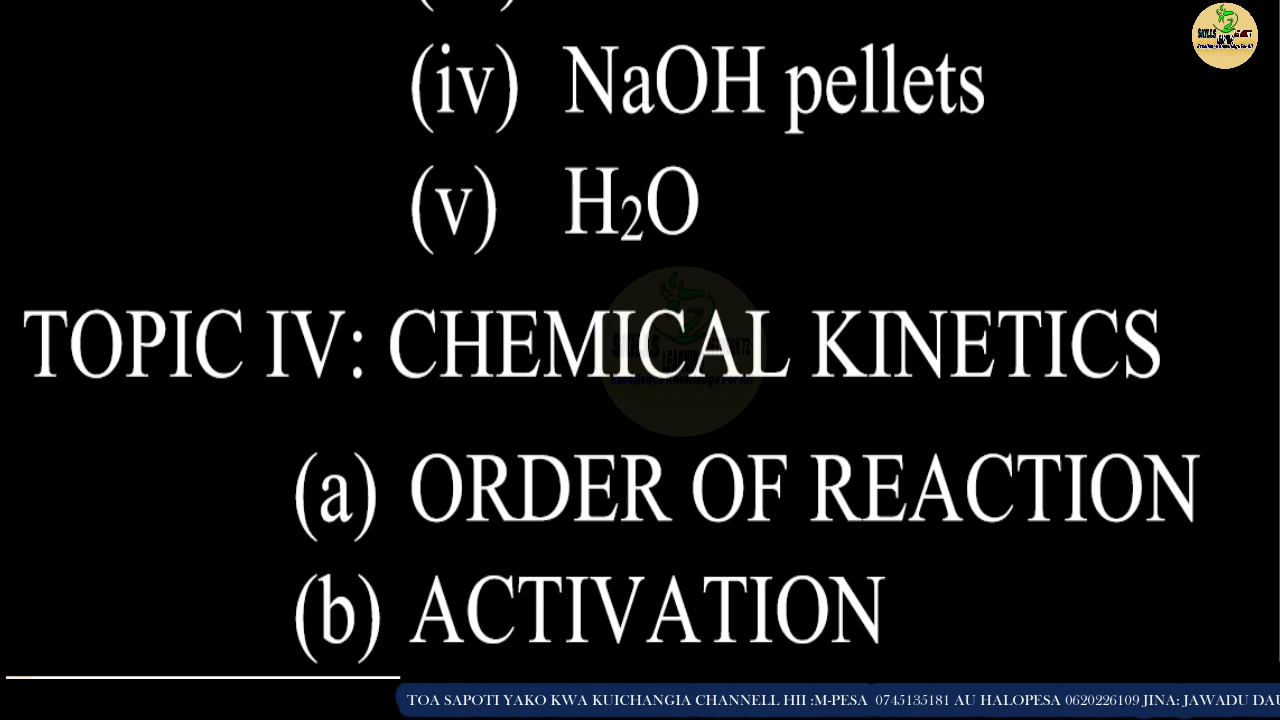 (iv) NaOH pellets
(v) H₂O
TOPIC IV: CHEMICAL KINETICS
(a) ORDER OF REACTION
(b) ACTIVATION
TOA SAPOTI YAKO KWA KUICHANGIA CHANNELL HII :M-PESA 0745135181 AU HALOPESA 0620226109 JINA: JAWADU